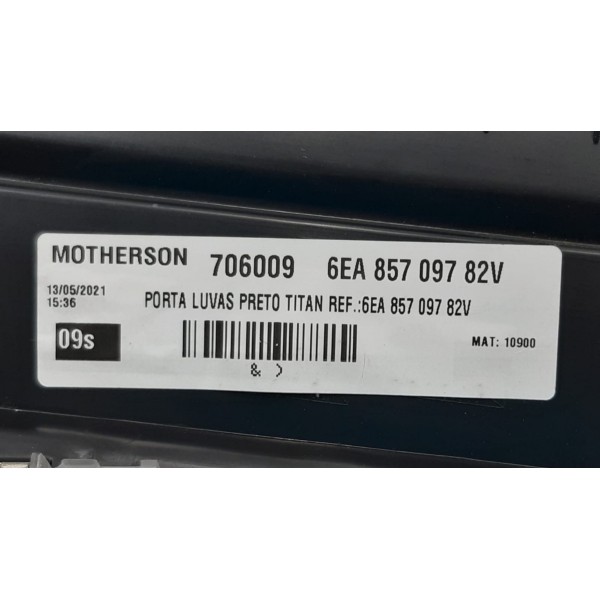 MOTHERSON 706009 6EA 857 097 82V
13/05/2021
15:36
PORTA LUVAS PRETO TITAN REF.:6EA 857 097 82V
09s
MAT: 10900
& )